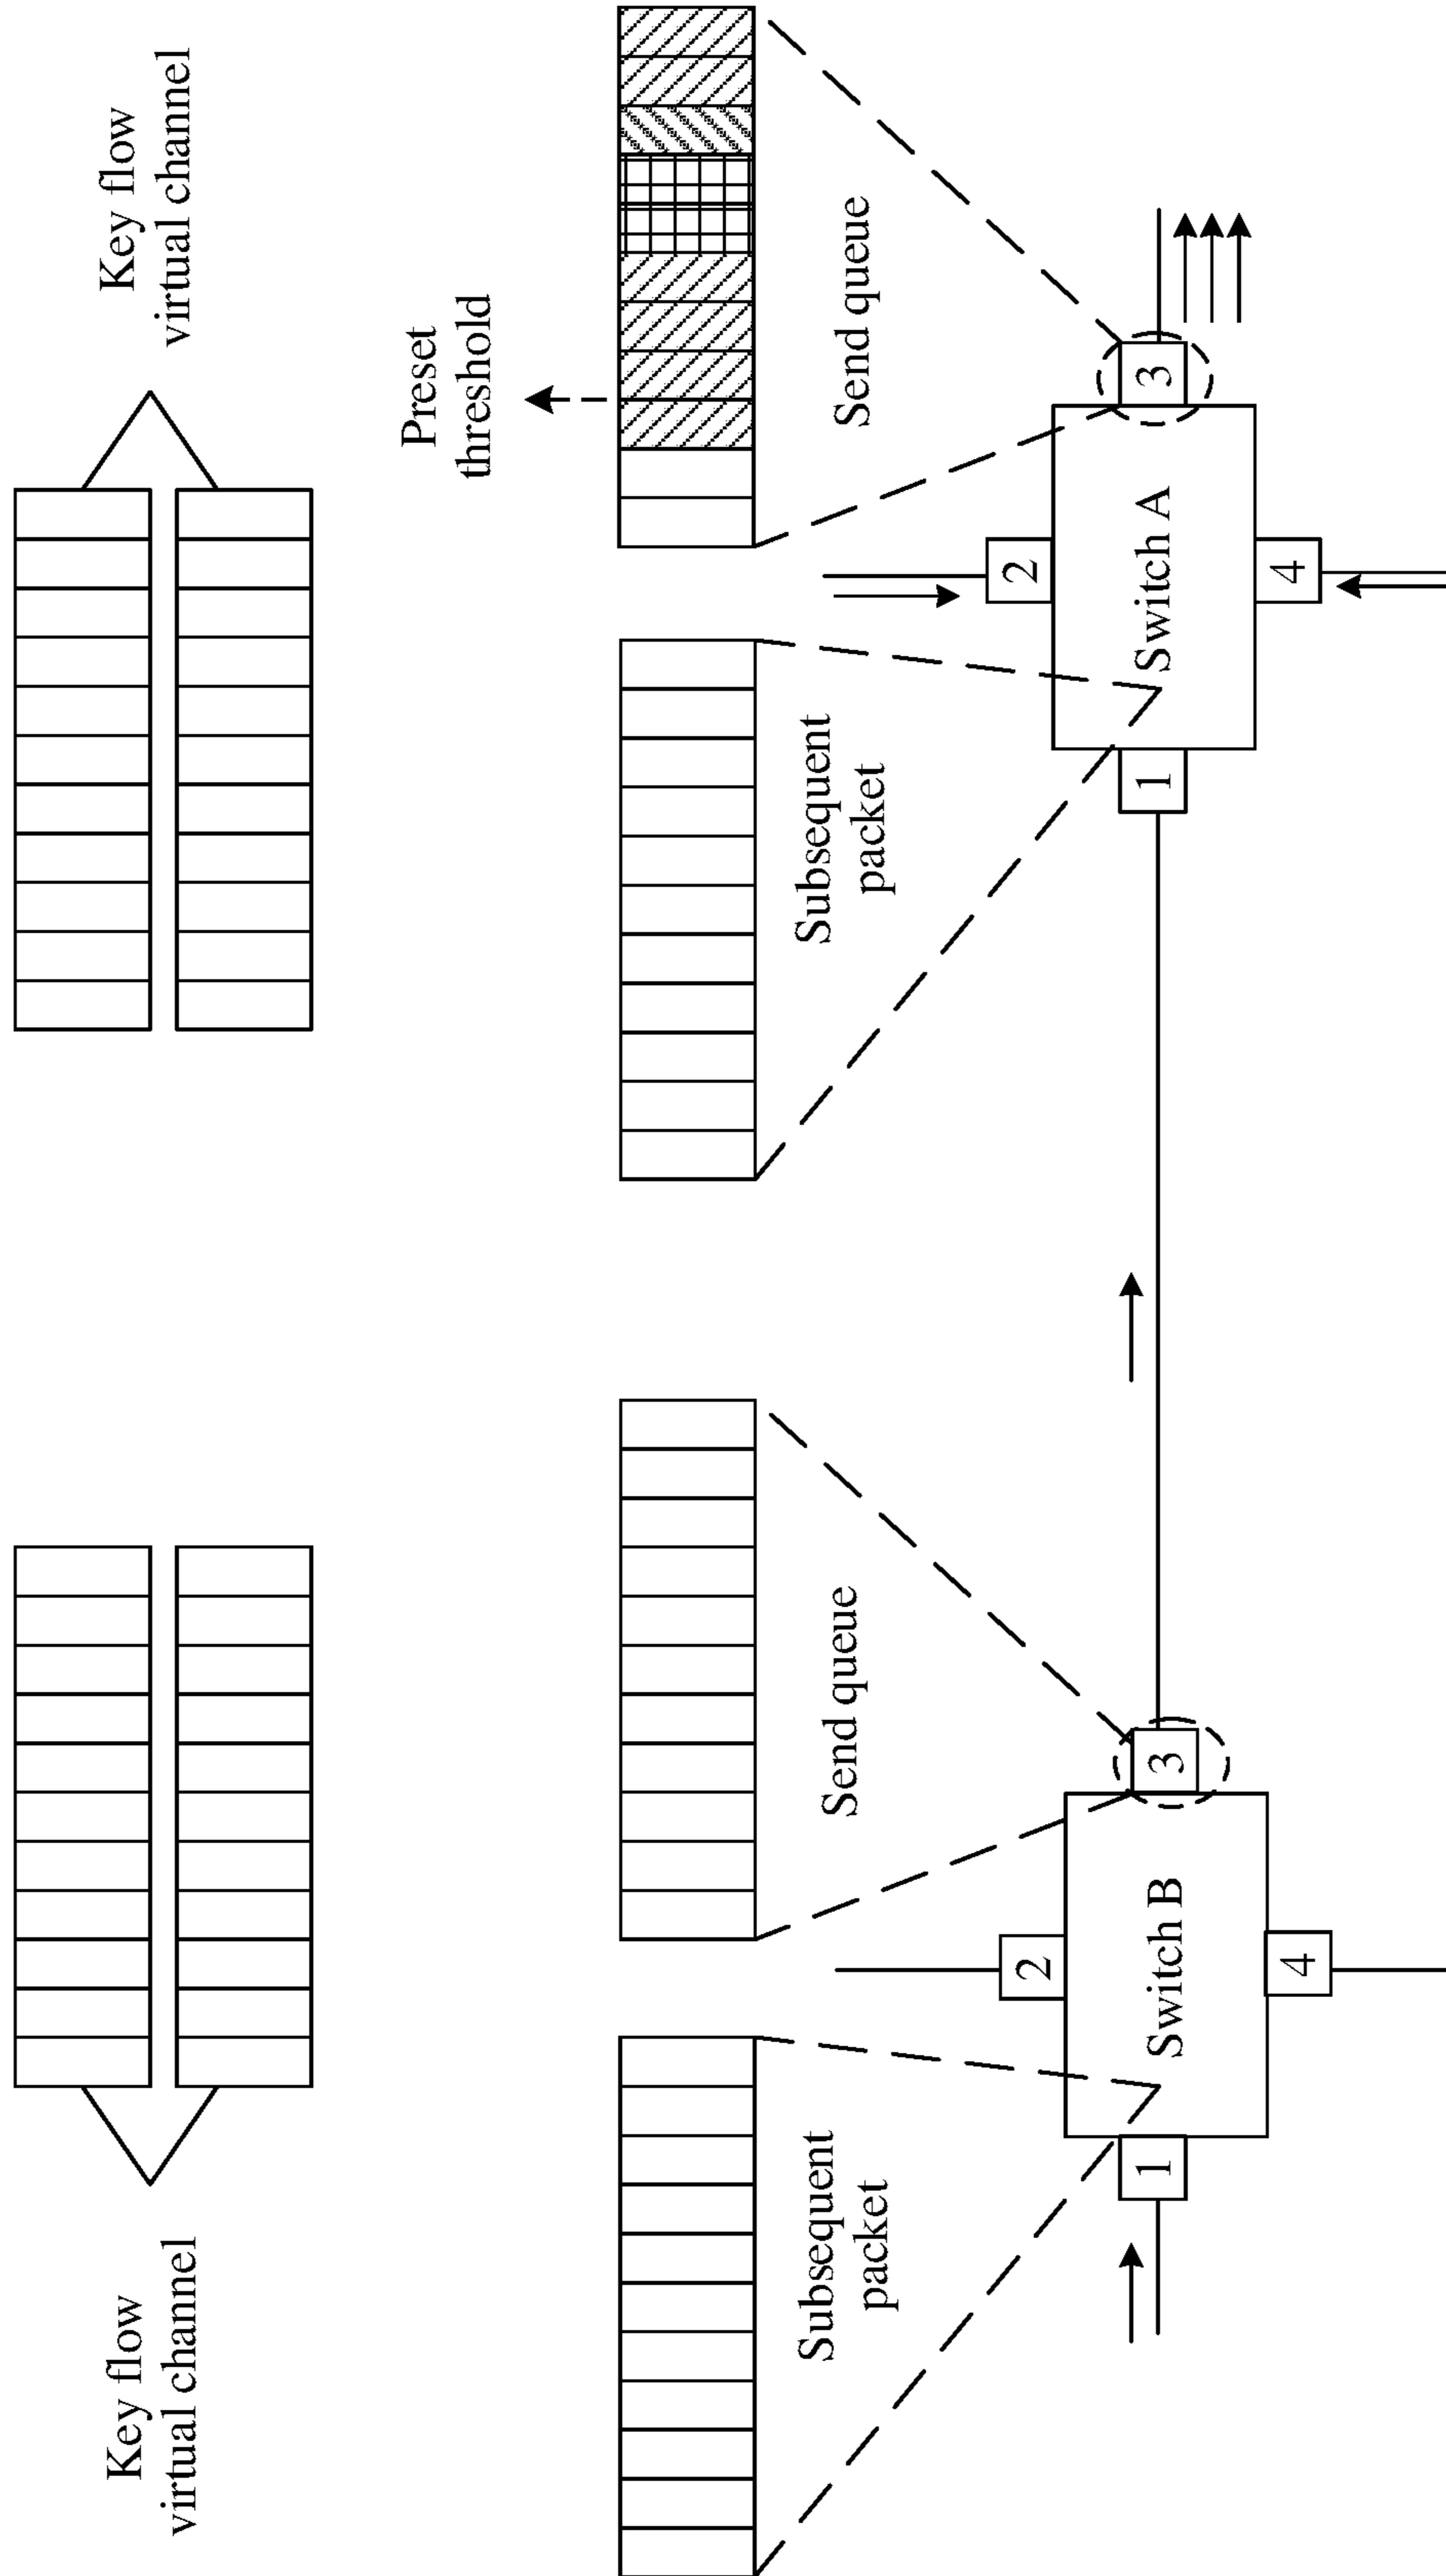 Key flow
virtual channel
Key flow
virtual channel
Preset
threshold
Subsequent
packet
Send queue
Subsequent
packet
Send queue
2
2
1
Switch B
3
1
Switch A
3
4
4